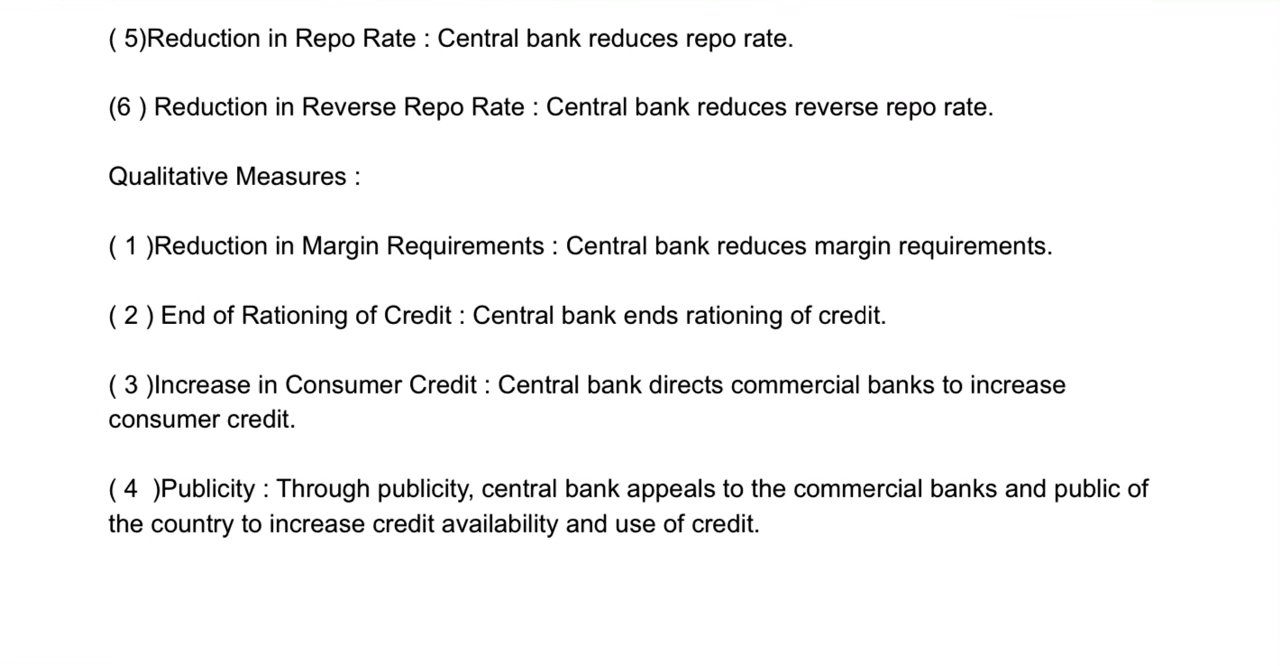 ( 5)Reduction in Repo Rate : Central bank reduces repo rate.
(6 ) Reduction in Reverse Repo Rate : Central bank reduces reverse repo rate.
Qualitative Measures :
( 1 )Reduction in Margin Requirements : Central bank reduces margin requirements.
( 2 ) End of Rationing of Credit : Central bank ends rationing of credit.
( 3 )Increase in Consumer Credit : Central bank directs commercial banks to increase
consumer credit.
( 4  )Publicity : Through publicity, central bank appeals to the commercial banks and public of
the country to increase credit availability and use of credit.